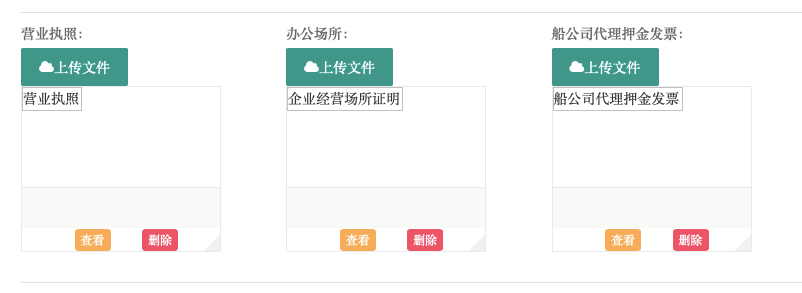 营业执照：
办公场所：
船公司代理押金发票：
上传文件
上传文件
上传文件
营业执照
企业经营场所证明
船公司代理押金发票
查看
删除
查看
删除
查看
删除